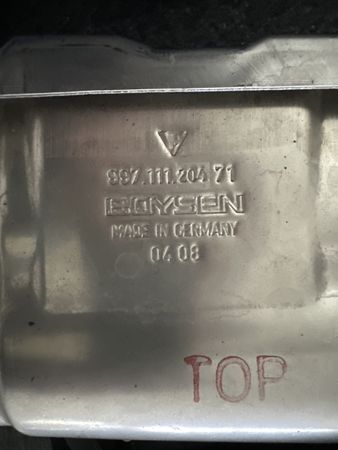 997.111.204 71
BOYSEN
MADE IN GERMANY
04 08
TOP